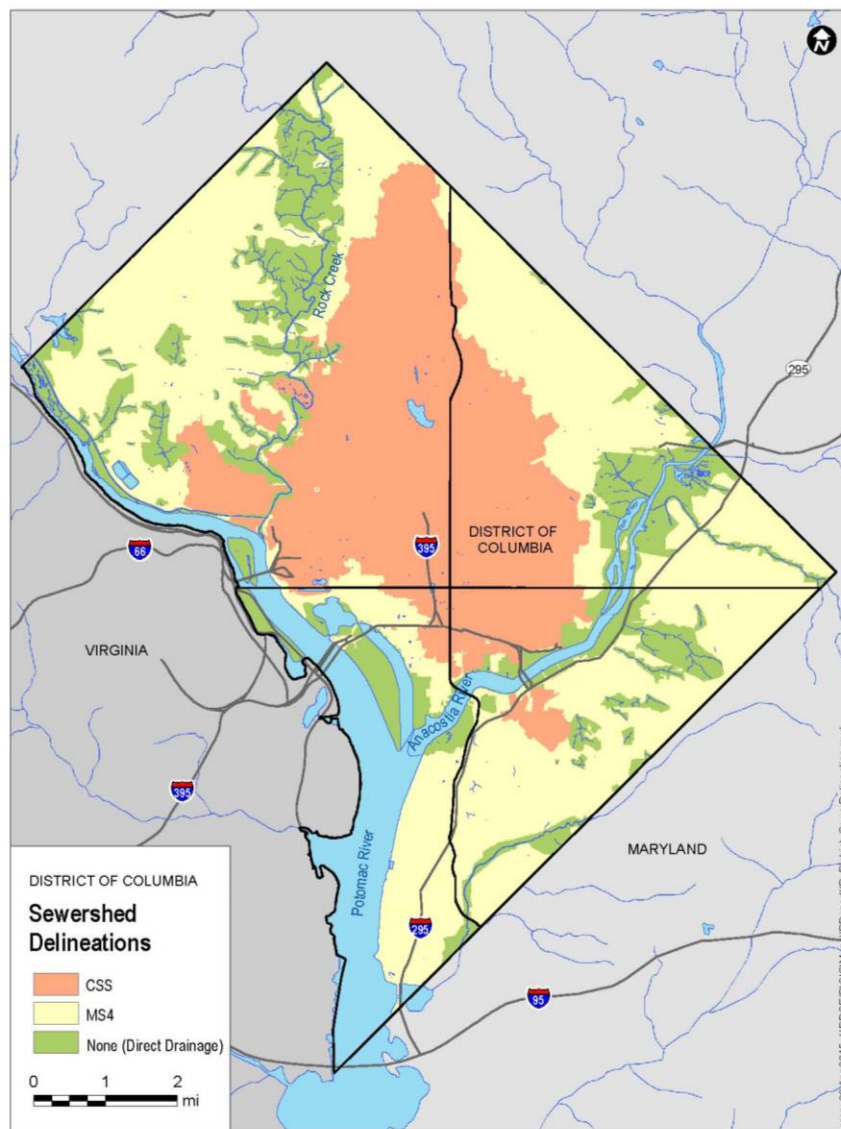 N
Rock Creek
295
66
395
DISTRICT OF
COLUMBIA
VIRGINIA
Anacostia River
395
Potomac River
MARYLAND
295
95
DISTRICT OF COLUMBIA
Sewershed
Delineations
CSS
MS4
None (Direct Drainage)
0 1 2
mi